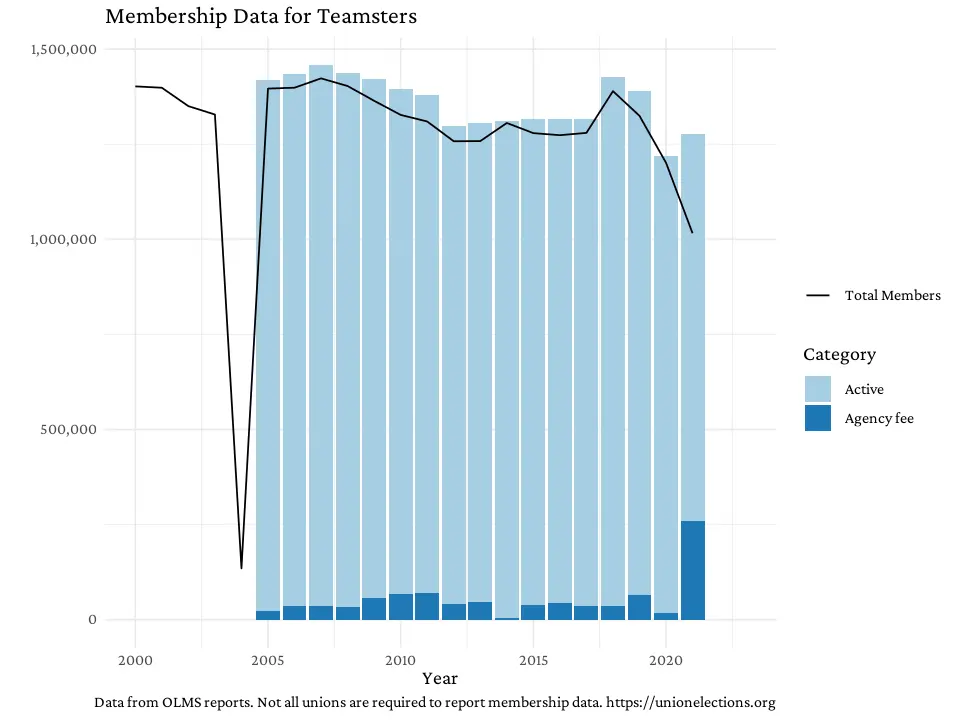 Membership Data for Teamsters
1,500,000
1,000,000
500,000
0
2000 2005 2010 2015 2020
Year
Total Members
Category
Active
Agency fee
Data from OLMS reports. Not all unions are required to report membership data. https://unionelections.org